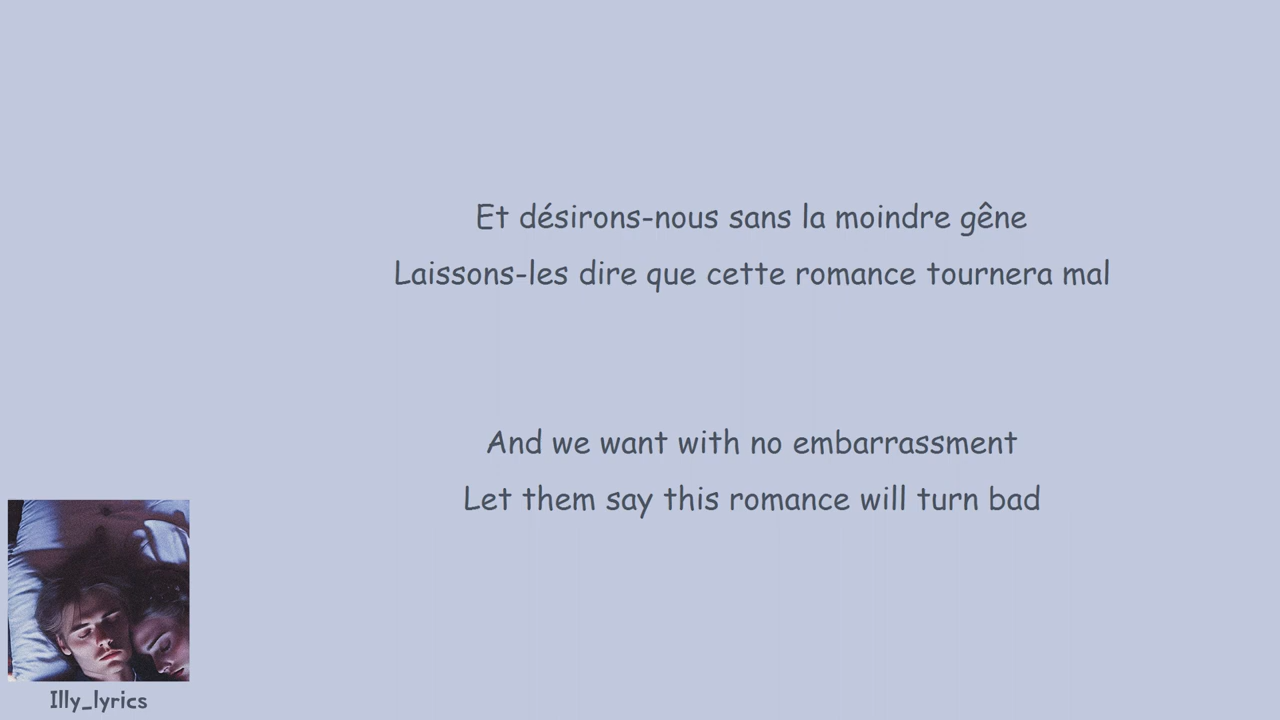 Et désirons-nous sans la moindre gêne
Laissons-les dire que cette romance tournera mal
And we want with no embarrassment
Let them say this romance will turn bad
Illy_lyrics